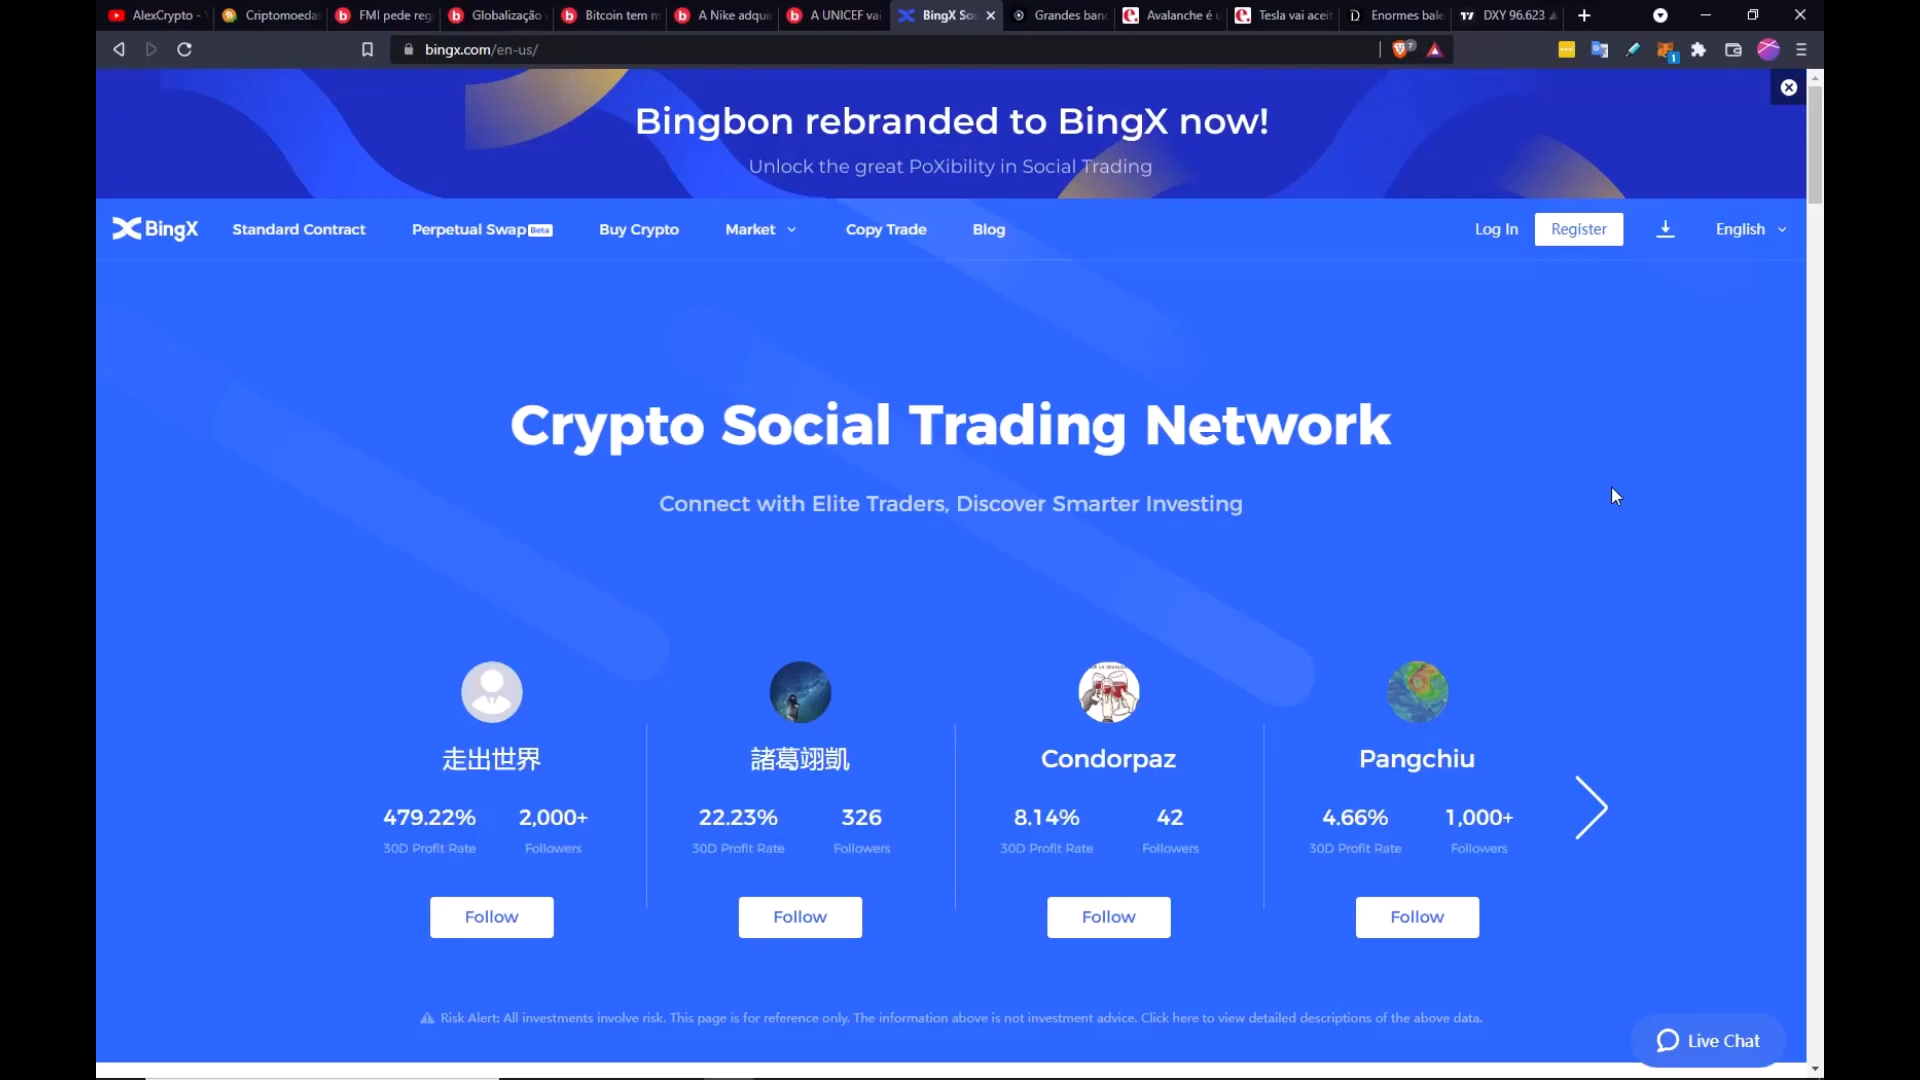 AlexCrypto -
Criptomoeda
FMI pede reg
Globalização
Bitcoin tem m
A Nike adqui
A UNICEF vai
BingX So
Grandes banc
Avalanche é u
Tesla vai aceit
Enormes bale
DXY 96.623
bingx.com/en-us/
7
1
Bingbon rebranded to BingX now!
Unlock the great PoXibility in Social Trading
BingX
Standard Contract
Perpetual Swap Beta
Buy Crypto
Market
Copy Trade
Blog
Log In
Register
English
Crypto Social Trading Network
Connect with Elite Traders, Discover Smarter Investing
走出世界
諸葛翊凱
Condorpaz
Pangchiu
479.22% 2,000+ 22.23% 326 8.14% 42 4.66% 1,000+
30D Profit Rate Followers 30D Profit Rate Followers 30D Profit Rate Followers 30D Profit Rate Followers
Follow Follow Follow Follow
Risk Alert: All investments involve risk. This page is for reference only. The information above is not investment advice. Click here to view detailed descriptions of the above data.
Live Chat